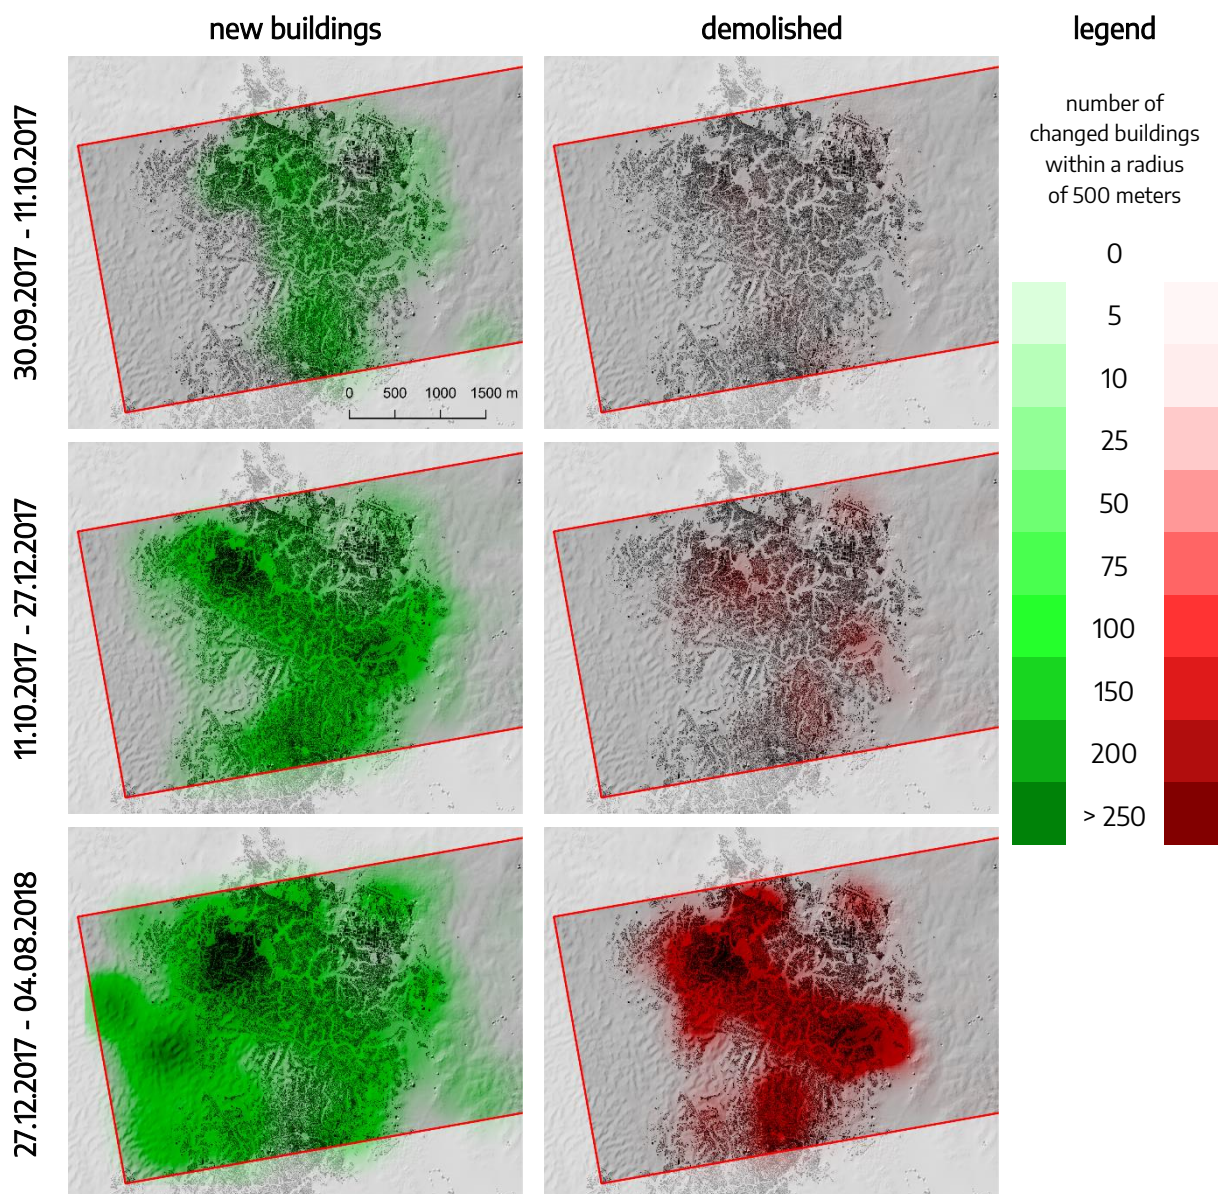 new buildings
demolished
legend
30.09.2017 - 11.10.2017
11.10.2017 - 27.12.2017
27.12.2017 - 04.08.2018
0 500 1000 1500 m
number of
changed buildings
within a radius
of 500 meters
0
5
10
25
50
75
100
150
200
> 250